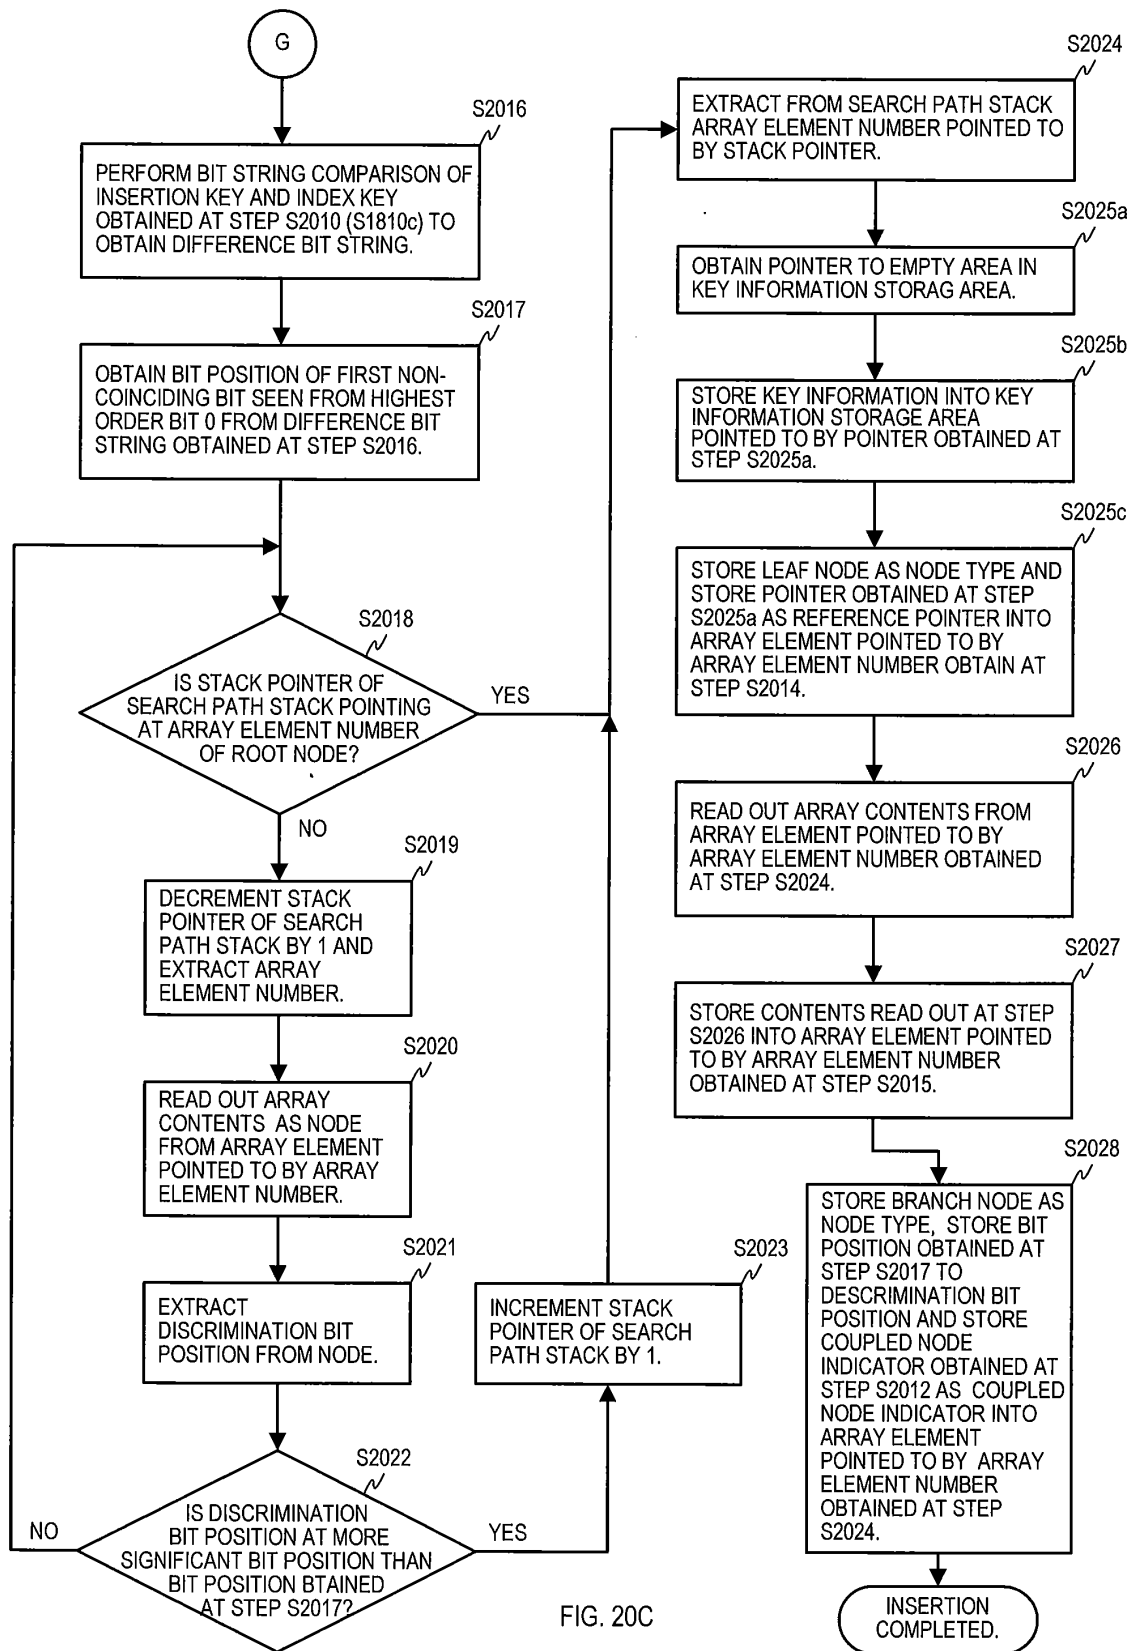 G
S2016
PERFORM BIT STRING COMPARISON OF
INSERTION KEY AND INDEX KEY
OBTAINED AT STEP S2010 (S1810c) TO
OBTAIN DIFFERENCE BIT STRING.
S2017
OBTAIN BIT POSITION OF FIRST NON-
COINCIDING BIT SEEN FROM HIGHEST
ORDER BIT 0 FROM DIFFERENCE BIT
STRING OBTAINED AT STEP S2016.
S2018
IS STACK POINTER OF
SEARCH PATH STACK POINTING
AT ARRAY ELEMENT NUMBER
OF ROOT NODE?
YES
NO
S2019
DECREMENT STACK
POINTER OF SEARCH
PATH STACK BY 1 AND
EXTRACT ARRAY
ELEMENT NUMBER.
S2020
READ OUT ARRAY
CONTENTS AS NODE
FROM ARRAY ELEMENT
POINTED TO BY ARRAY
ELEMENT NUMBER.
S2021
EXTRACT
DISCRIMINATION BIT
POSITION FROM NODE.
S2022
IS DISCRIMINATION
BIT POSITION AT MORE
SIGNIFICANT BIT POSITION THAN
BIT POSITION BTAINED
AT STEP S2017?
NO
YES
S2023
INCREMENT STACK
POINTER OF SEARCH
PATH STACK BY 1.
S2024
EXTRACT FROM SEARCH PATH STACK
ARRAY ELEMENT NUMBER POINTED TO
BY STACK POINTER.
S2025a
OBTAIN POINTER TO EMPTY AREA IN
KEY INFORMATION STORAG AREA.
S2025b
STORE KEY INFORMATION INTO KEY
INFORMATION STORAGE AREA
POINTED TO BY POINTER OBTAINED AT
STEP S2025a.
S2025c
STORE LEAF NODE AS NODE TYPE AND
STORE POINTER OBTAINED AT STEP
S2025a AS REFERENCE POINTER INTO
ARRAY ELEMENT POINTED TO BY
ARRAY ELEMENT NUMBER OBTAIN AT
STEP S2014.
S2026
READ OUT ARRAY CONTENTS FROM
ARRAY ELEMENT POINTED TO BY
ARRAY ELEMENT NUMBER OBTAINED
AT STEP S2024.
S2027
STORE CONTENTS READ OUT AT STEP
S2026 INTO ARRAY ELEMENT POINTED
TO BY ARRAY ELEMENT NUMBER
OBTAINED AT STEP S2015.
S2028
STORE BRANCH NODE AS
NODE TYPE, STORE BIT
POSITION OBTAINED AT
STEP S2017 TO
DESCRIMINATION BIT
POSITION AND STORE
COUPLED NODE
INDICATOR OBTAINED AT
STEP S2012 AS COUPLED
NODE INDICATOR INTO
ARRAY ELEMENT
POINTED TO BY ARRAY
ELEMENT NUMBER
OBTAINED AT STEP
S2024.
INSERTION
COMPLETED.
FIG. 20C